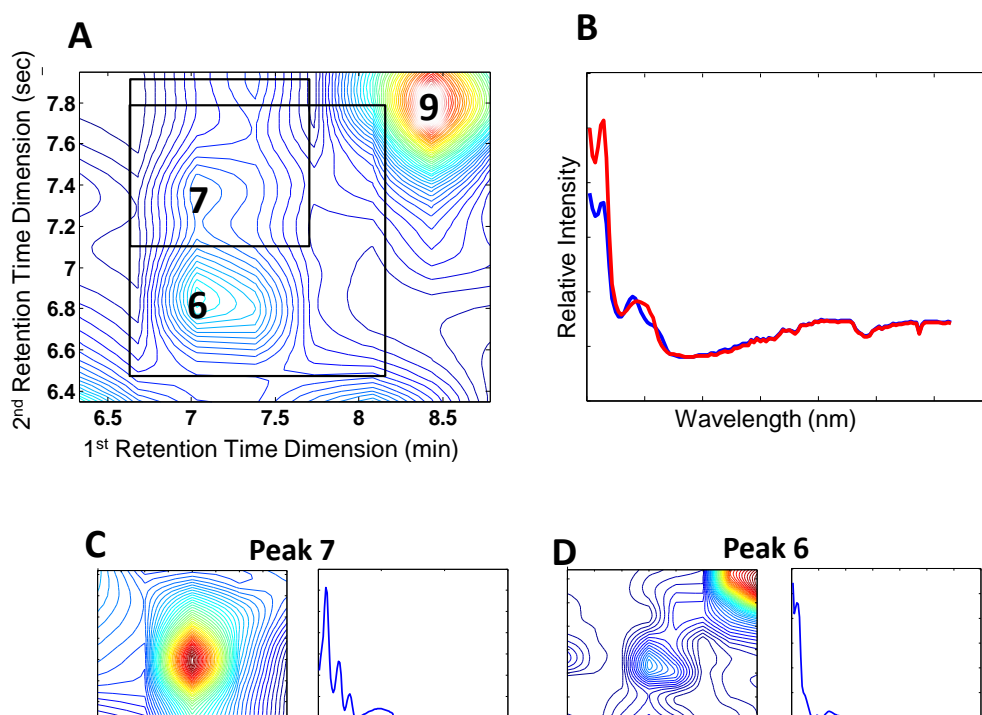 A
B
2nd Retention Time Dimension (sec)
7.8
7.6
7.4
7.2
7
6.8
6.6
6.4
9
7
6
6.5 7 7.5 8 8.5
1st Retention Time Dimension (min)
Relative Intensity
Wavelength (nm)
C
Peak 7
D
Peak 6